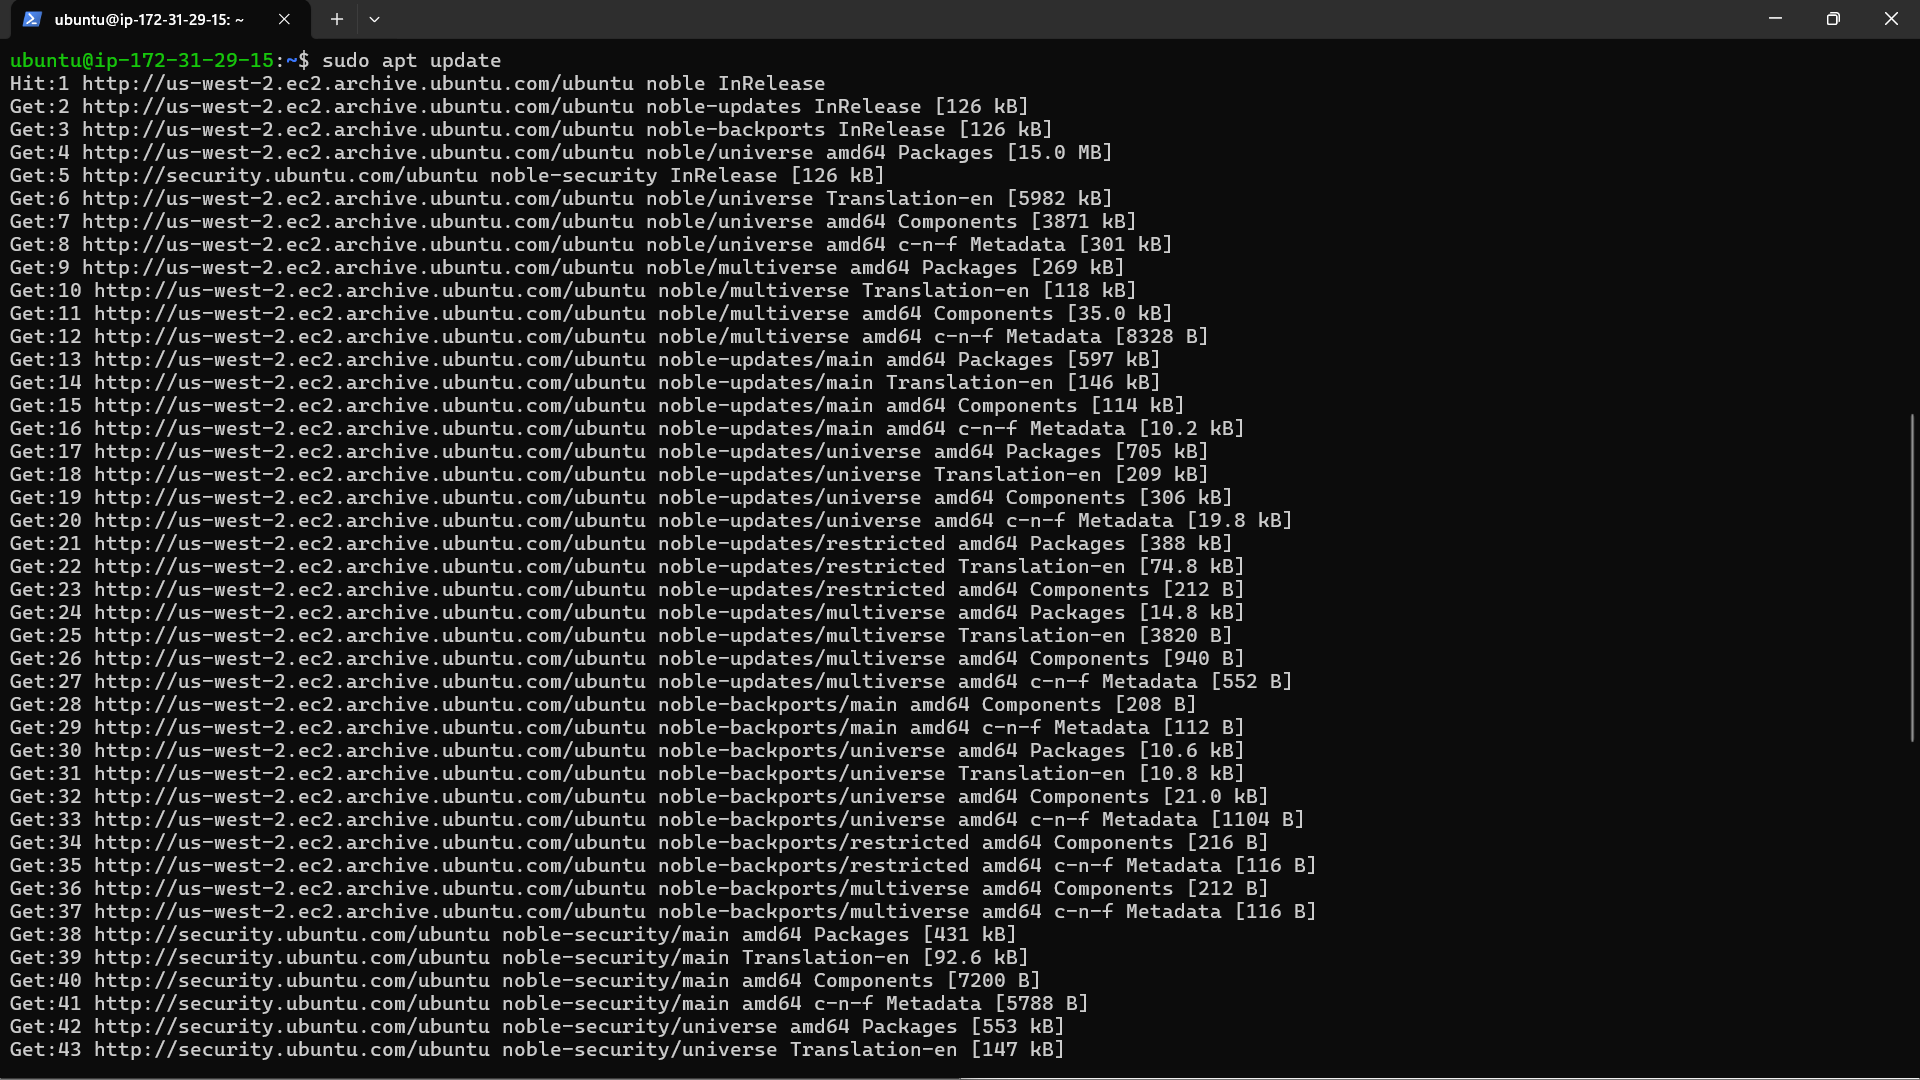 ubuntu@ip-172-31-29-15: ~
ubuntu@ip-172-31-29-15:~$ sudo apt update
Hit:1 http://us-west-2.ec2.archive.ubuntu.com/ubuntu noble InRelease
Get:2 http://us-west-2.ec2.archive.ubuntu.com/ubuntu noble-updates InRelease [126 kB]
Get:3 http://us-west-2.ec2.archive.ubuntu.com/ubuntu noble-backports InRelease [126 kB]
Get:4 http://us-west-2.ec2.archive.ubuntu.com/ubuntu noble/universe amd64 Packages [15.0 MB]
Get:5 http://security.ubuntu.com/ubuntu noble-security InRelease [126 kB]
Get:6 http://us-west-2.ec2.archive.ubuntu.com/ubuntu noble/universe Translation-en [5982 kB]
Get:7 http://us-west-2.ec2.archive.ubuntu.com/ubuntu noble/universe amd64 Components [3871 kB]
Get:8 http://us-west-2.ec2.archive.ubuntu.com/ubuntu noble/universe amd64 c-n-f Metadata [301 kB]
Get:9 http://us-west-2.ec2.archive.ubuntu.com/ubuntu noble/multiverse amd64 Packages [269 kB]
Get:10 http://us-west-2.ec2.archive.ubuntu.com/ubuntu noble/multiverse Translation-en [118 kB]
Get:11 http://us-west-2.ec2.archive.ubuntu.com/ubuntu noble/multiverse amd64 Components [35.0 kB]
Get:12 http://us-west-2.ec2.archive.ubuntu.com/ubuntu noble/multiverse amd64 c-n-f Metadata [8328 B]
Get:13 http://us-west-2.ec2.archive.ubuntu.com/ubuntu noble-updates/main amd64 Packages [597 kB]
Get:14 http://us-west-2.ec2.archive.ubuntu.com/ubuntu noble-updates/main Translation-en [146 kB]
Get:15 http://us-west-2.ec2.archive.ubuntu.com/ubuntu noble-updates/main amd64 Components [114 kB]
Get:16 http://us-west-2.ec2.archive.ubuntu.com/ubuntu noble-updates/main amd64 c-n-f Metadata [10.2 kB]
Get:17 http://us-west-2.ec2.archive.ubuntu.com/ubuntu noble-updates/universe amd64 Packages [705 kB]
Get:18 http://us-west-2.ec2.archive.ubuntu.com/ubuntu noble-updates/universe Translation-en [209 kB]
Get:19 http://us-west-2.ec2.archive.ubuntu.com/ubuntu noble-updates/universe amd64 Components [306 kB]
Get:20 http://us-west-2.ec2.archive.ubuntu.com/ubuntu noble-updates/universe amd64 c-n-f Metadata [19.8 kB]
Get:21 http://us-west-2.ec2.archive.ubuntu.com/ubuntu noble-updates/restricted amd64 Packages [388 kB]
Get:22 http://us-west-2.ec2.archive.ubuntu.com/ubuntu noble-updates/restricted Translation-en [74.8 kB]
Get:23 http://us-west-2.ec2.archive.ubuntu.com/ubuntu noble-updates/restricted amd64 Components [212 B]
Get:24 http://us-west-2.ec2.archive.ubuntu.com/ubuntu noble-updates/multiverse amd64 Packages [14.8 kB]
Get:25 http://us-west-2.ec2.archive.ubuntu.com/ubuntu noble-updates/multiverse Translation-en [3820 B]
Get:26 http://us-west-2.ec2.archive.ubuntu.com/ubuntu noble-updates/multiverse amd64 Components [940 B]
Get:27 http://us-west-2.ec2.archive.ubuntu.com/ubuntu noble-updates/multiverse amd64 c-n-f Metadata [552 B]
Get:28 http://us-west-2.ec2.archive.ubuntu.com/ubuntu noble-backports/main amd64 Components [208 B]
Get:29 http://us-west-2.ec2.archive.ubuntu.com/ubuntu noble-backports/main amd64 c-n-f Metadata [112 B]
Get:30 http://us-west-2.ec2.archive.ubuntu.com/ubuntu noble-backports/universe amd64 Packages [10.6 kB]
Get:31 http://us-west-2.ec2.archive.ubuntu.com/ubuntu noble-backports/universe Translation-en [10.8 kB]
Get:32 http://us-west-2.ec2.archive.ubuntu.com/ubuntu noble-backports/universe amd64 Components [21.0 kB]
Get:33 http://us-west-2.ec2.archive.ubuntu.com/ubuntu noble-backports/universe amd64 c-n-f Metadata [1104 B]
Get:34 http://us-west-2.ec2.archive.ubuntu.com/ubuntu noble-backports/restricted amd64 Components [216 B]
Get:35 http://us-west-2.ec2.archive.ubuntu.com/ubuntu noble-backports/restricted amd64 c-n-f Metadata [116 B]
Get:36 http://us-west-2.ec2.archive.ubuntu.com/ubuntu noble-backports/multiverse amd64 Components [212 B]
Get:37 http://us-west-2.ec2.archive.ubuntu.com/ubuntu noble-backports/multiverse amd64 c-n-f Metadata [116 B]
Get:38 http://security.ubuntu.com/ubuntu noble-security/main amd64 Packages [431 kB]
Get:39 http://security.ubuntu.com/ubuntu noble-security/main Translation-en [92.6 kB]
Get:40 http://security.ubuntu.com/ubuntu noble-security/main amd64 Components [7200 B]
Get:41 http://security.ubuntu.com/ubuntu noble-security/main amd64 c-n-f Metadata [5788 B]
Get:42 http://security.ubuntu.com/ubuntu noble-security/universe amd64 Packages [553 kB]
Get:43 http://security.ubuntu.com/ubuntu noble-security/universe Translation-en [147 kB]